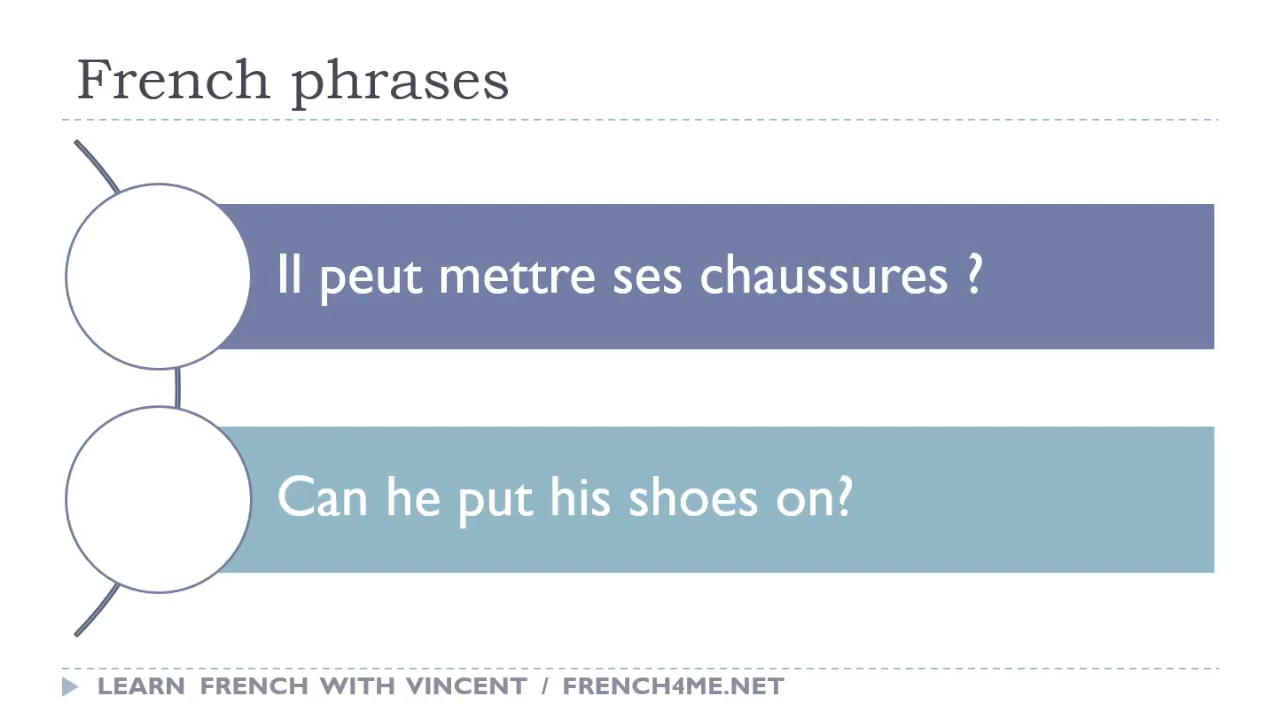 French phrases
Il peut mettre ses chaussures ?
Can he put his shoes on?
LEARN FRENCH WITH VINCENT / FRENCH4ME.NET